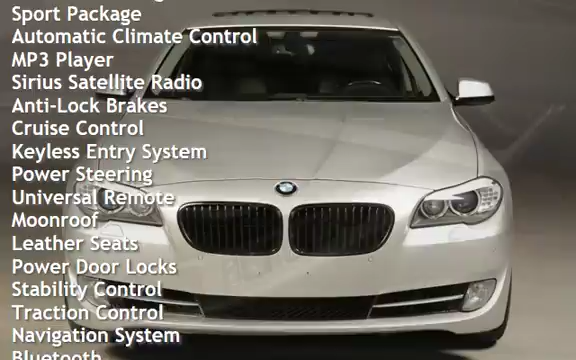 Sport Package
Automatic Climate Control
MP3 Player
Sirius Satellite Radio
Anti-Lock Brakes
Cruise Control
Keyless Entry System
Power Steering
Universal Remote
Moonroof
Leather Seats
Power Door Locks
Stability Control
Traction Control
Navigation System
Bluetooth